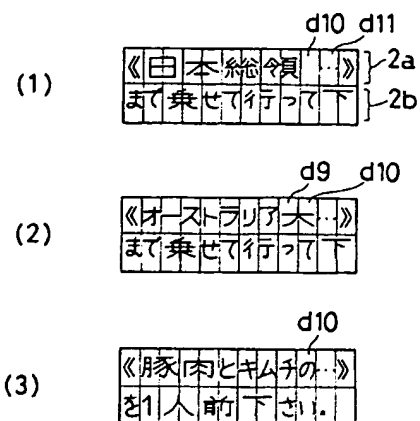 d10 d11
(1) 《由本総領 …》 2a
まで乗せて行って下 2b
d9 d10
(2) 《オーストラリア大…》
まで乗せて行って下
d10
(3) 《豚肉とキムチの…》
を1人前下さい.